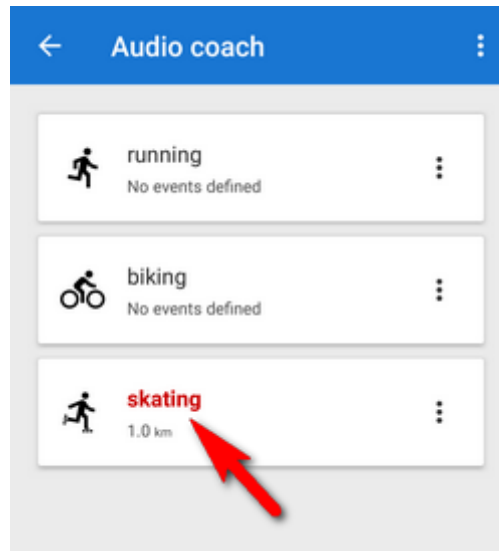 Audio coach
running
No events defined
biking
No events defined
skating
1.0 km